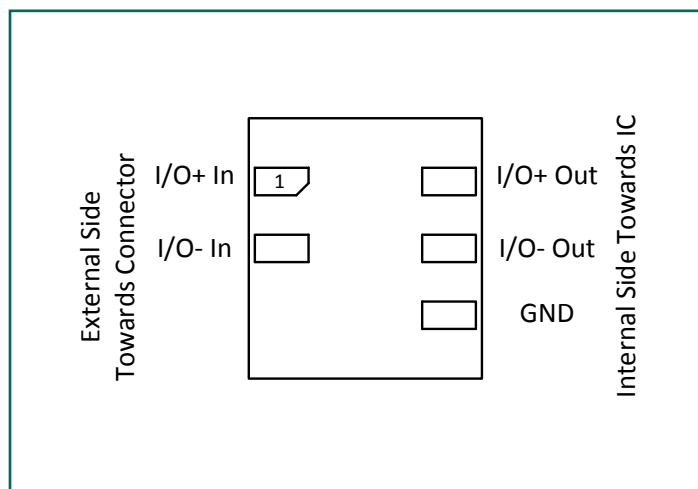 External Side
Towards Connector
I/O+ In
1
I/O- In
I/O+ Out
I/O- Out
GND
Internal Side Towards IC